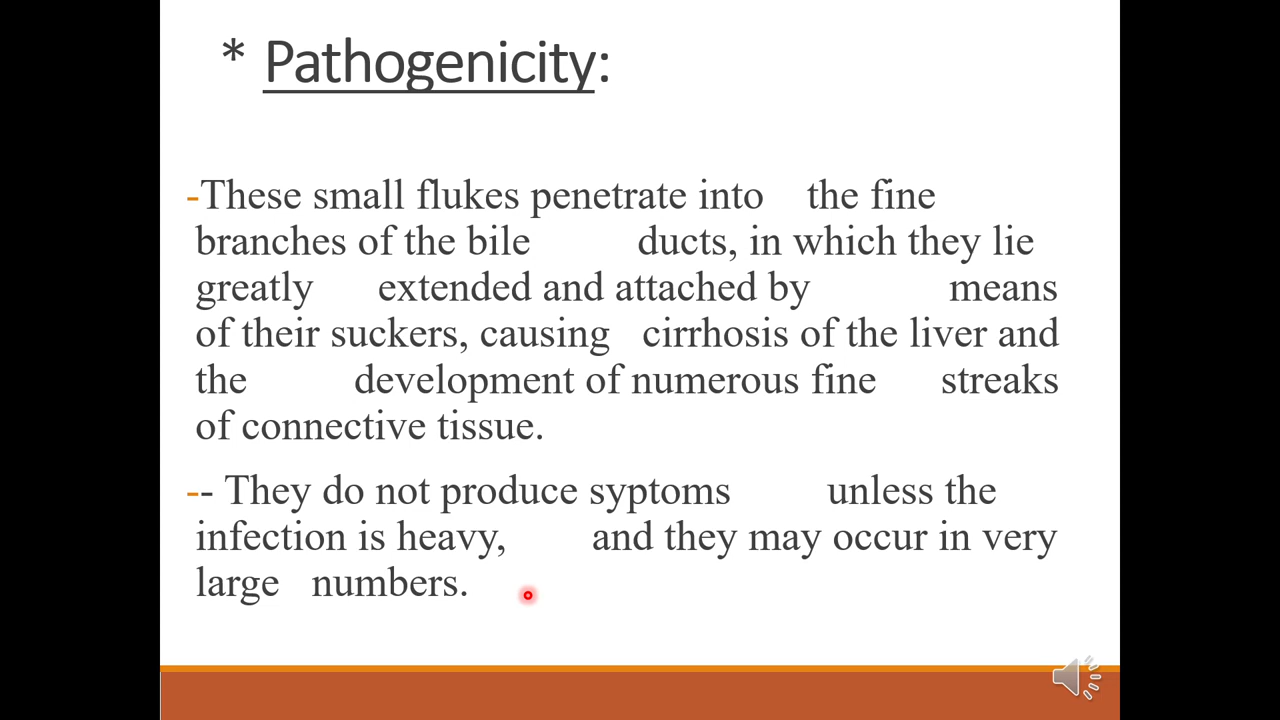 * Pathogenicity:
-These small flukes penetrate into the fine
branches of the bile ducts, in which they lie
greatly extended and attached by means
of their suckers, causing cirrhosis of the liver and
the development of numerous fine streaks
of connective tissue.
-- They do not produce syptoms unless the
infection is heavy, and they may occur in very
large numbers.